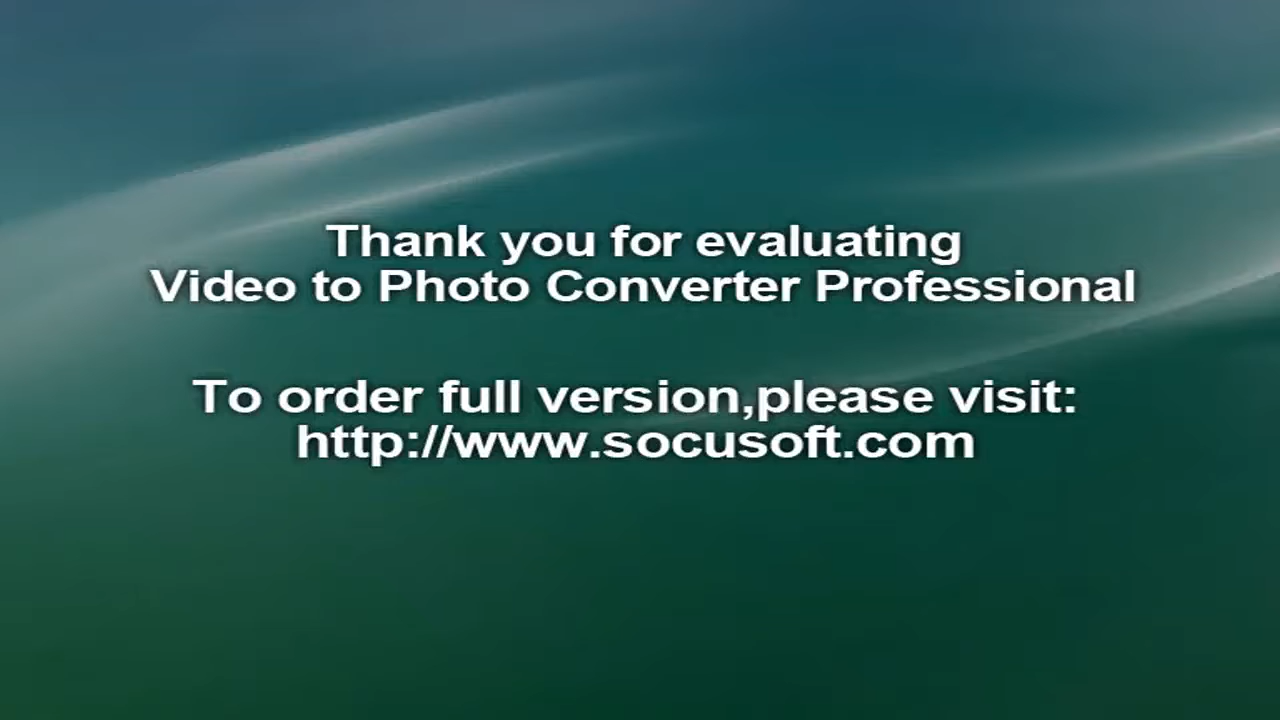 Thank you for evaluating
Video to Photo Converter Professional
To order full version,please visit:
http://www.socusoft.com